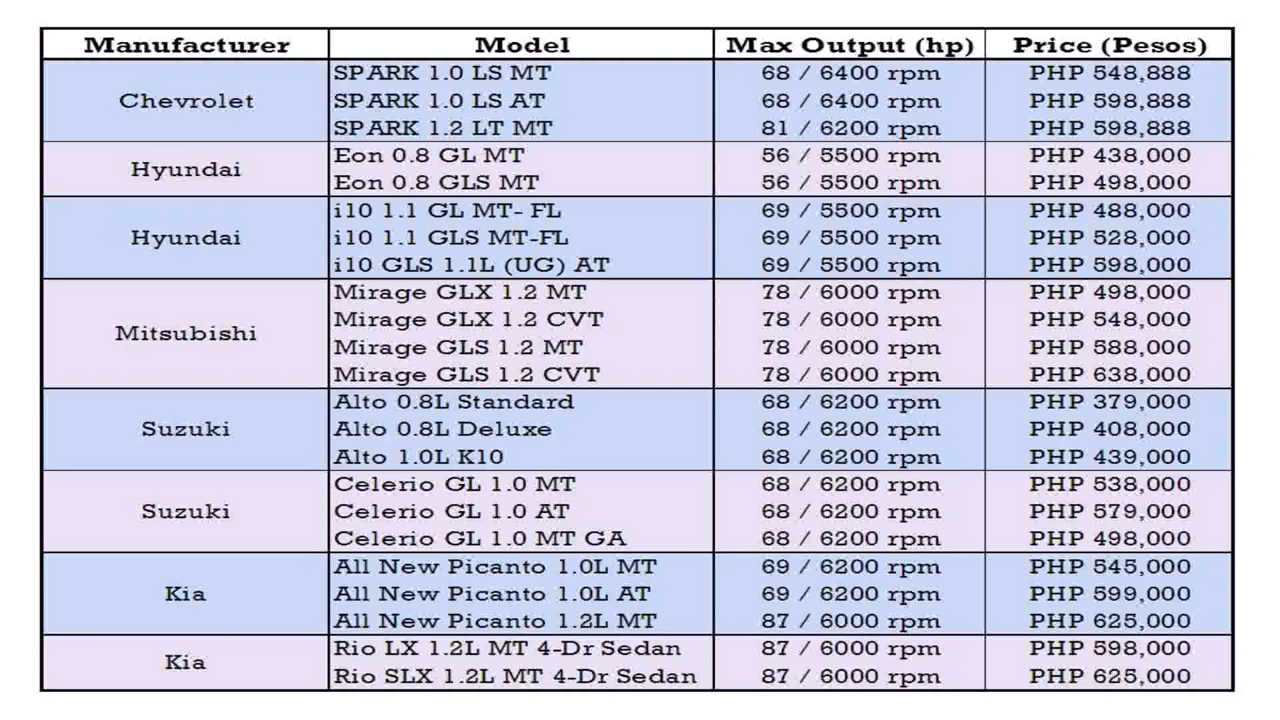 Manufacturer Model Max Output (hp) Price (Pesos)
Chevrolet
SPARK 1.0 LS MT 68 / 6400 rpm PHP 548,888
SPARK 1.0 LS AT 68 / 6400 rpm PHP 598,888
SPARK 1.2 LT MT 81 / 6200 rpm PHP 598,888
Hyundai
Eon 0.8 GL MT 56 / 5500 rpm PHP 438,000
Eon 0.8 GLS MT 56 / 5500 rpm PHP 498,000
Hyundai
i10 1.1 GL MT- FL 69 / 5500 rpm PHP 488,000
i10 1.1 GLS MT-FL 69 / 5500 rpm PHP 528,000
i10 GLS 1.1L (UG) AT 69 / 5500 rpm PHP 598,000
Mitsubishi
Mirage GLX 1.2 MT 78 / 6000 rpm PHP 498,000
Mirage GLX 1.2 CVT 78 / 6000 rpm PHP 548,000
Mirage GLS 1.2 MT 78 / 6000 rpm PHP 588,000
Mirage GLS 1.2 CVT 78 / 6000 rpm PHP 638,000
Suzuki
Alto 0.8L Standard 68 / 6200 rpm PHP 379,000
Alto 0.8L Deluxe 68 / 6200 rpm PHP 408,000
Alto 1.0L K10 68 / 6200 rpm PHP 439,000
Suzuki
Celerio GL 1.0 MT 68 / 6200 rpm PHP 538,000
Celerio GL 1.0 AT 68 / 6200 rpm PHP 579,000
Celerio GL 1.0 MT GA 68 / 6200 rpm PHP 498,000
Kia
All New Picanto 1.0L MT 69 / 6200 rpm PHP 545,000
All New Picanto 1.0L AT 69 / 6200 rpm PHP 599,000
All New Picanto 1.2L MT 87 / 6000 rpm PHP 625,000
Kia
Rio LX 1.2L MT 4-Dr Sedan 87 / 6000 rpm PHP 598,000
Rio SLX 1.2L MT 4-Dr Sedan 87 / 6000 rpm PHP 625,000